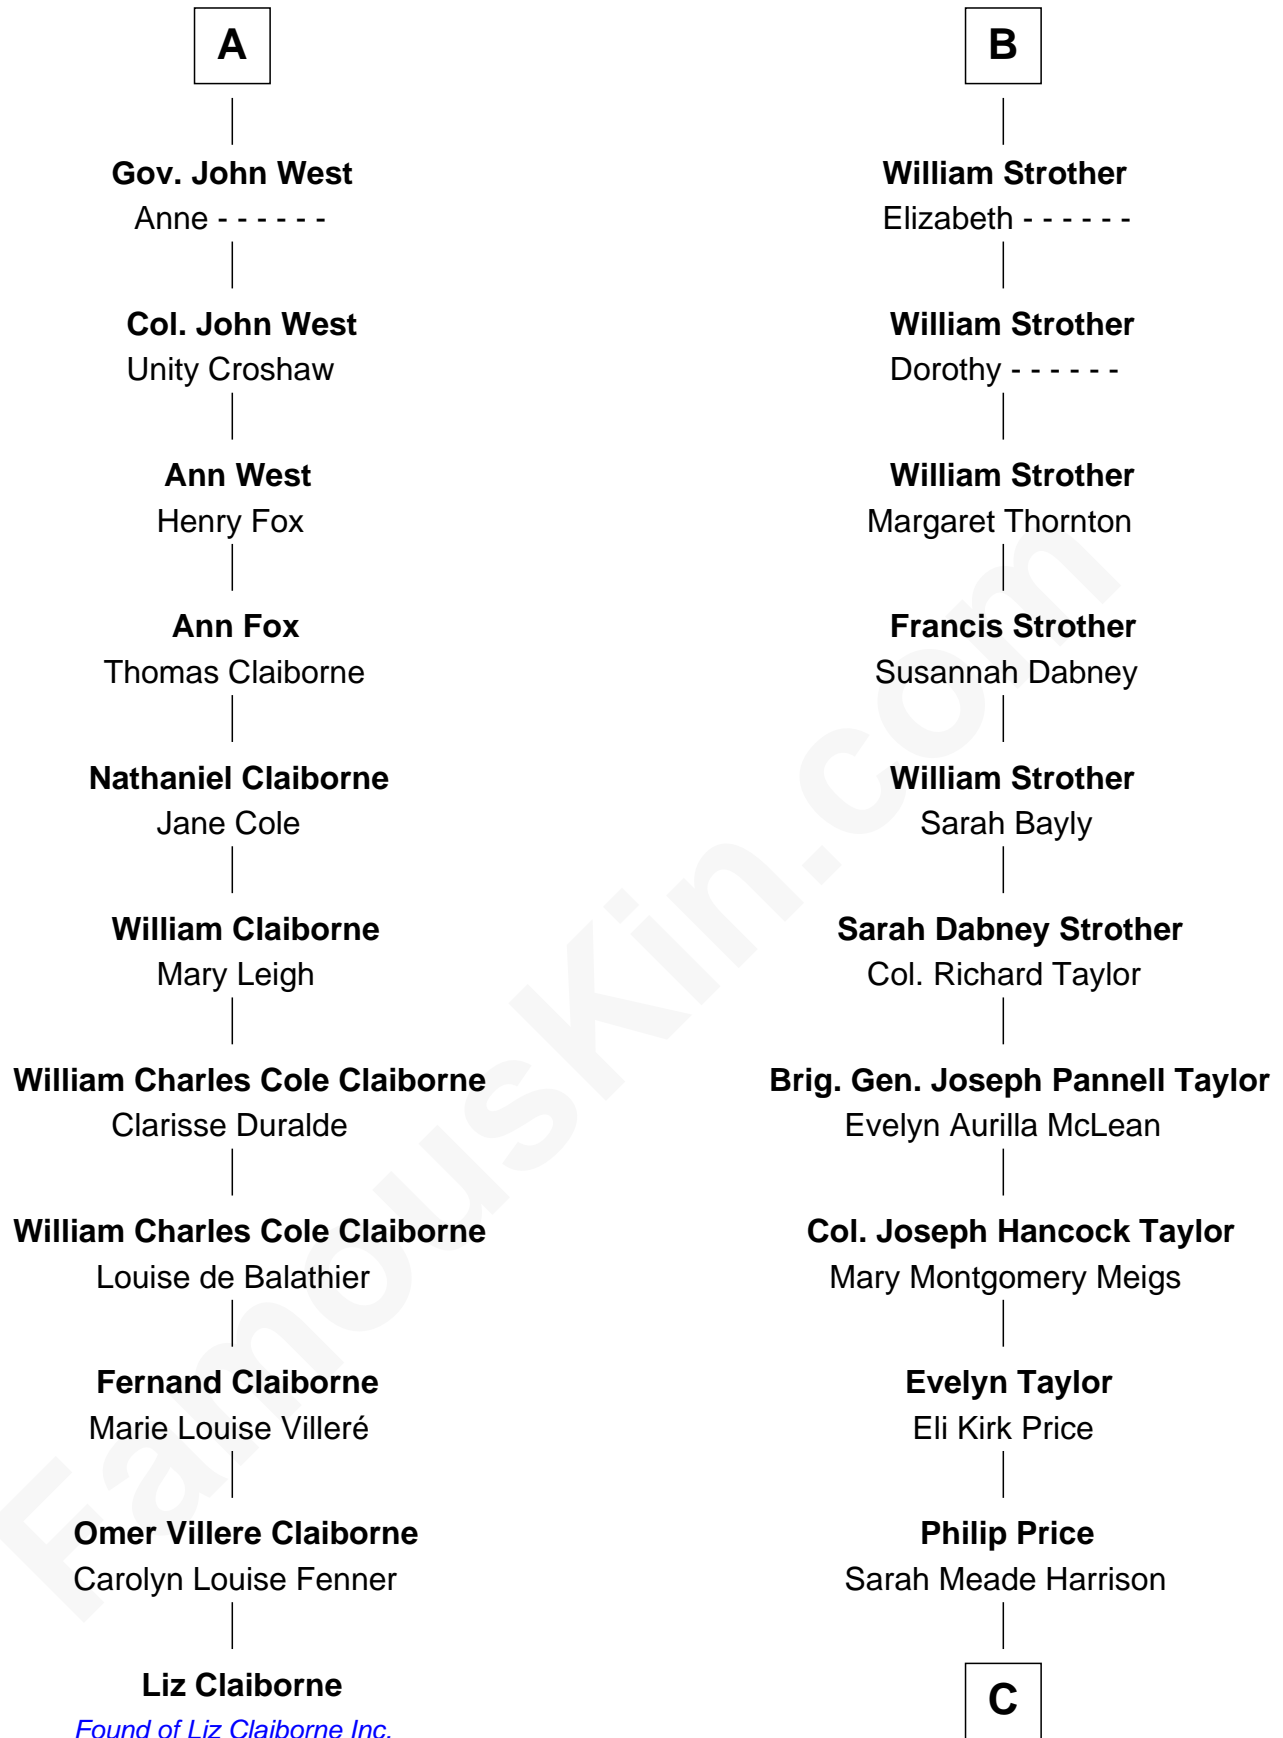 A
Gov. John West
Anne - - - - - -
Col. John West
Unity Croshaw
Ann West
Henry Fox
Ann Fox
Thomas Claiborne
Nathaniel Claiborne
Jane Cole
William Claiborne
Mary Leigh
William Charles Cole Claiborne
Clarisse Duralde
William Charles Cole Claiborne
Louise de Balathier
Fernand Claiborne
Marie Louise Villeré
Omer Villere Claiborne
Carolyn Louise Fenner
Liz Claiborne
Found of Liz Claiborne Inc.
B
William Strother
Elizabeth - - - - - -
William Strother
Dorothy - - - - - -
William Strother
Margaret Thornton
Francis Strother
Susannah Dabney
William Strother
Sarah Bayly
Sarah Dabney Strother
Col. Richard Taylor
Brig. Gen. Joseph Pannell Taylor
Evelyn Aurilla McLean
Col. Joseph Hancock Taylor
Mary Montgomery Meigs
Evelyn Taylor
Eli Kirk Price
Philip Price
Sarah Meade Harrison
C
FamousKin.com